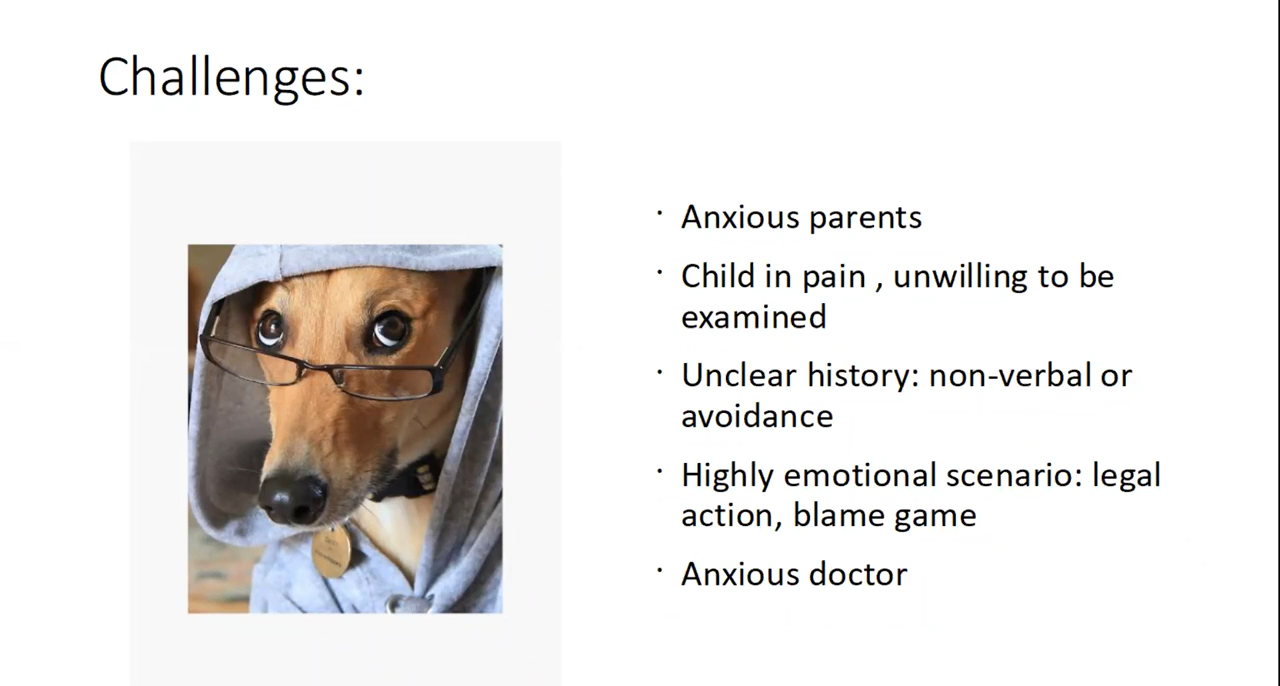 Challenges:
· Anxious parents
· Child in pain , unwilling to be
examined
· Unclear history: non-verbal or
avoidance
· Highly emotional scenario: legal
action, blame game
· Anxious doctor